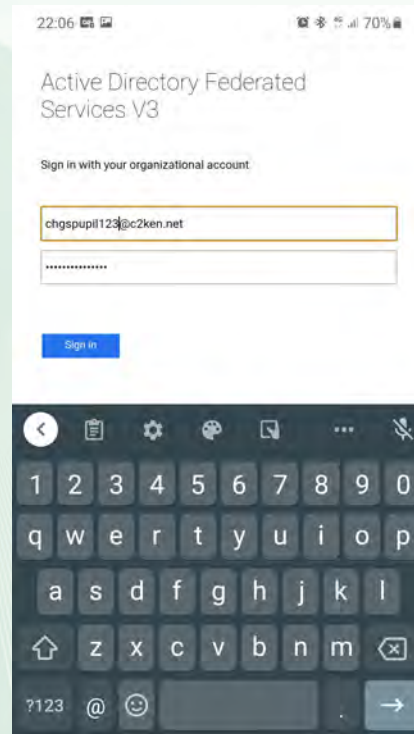 22:06 70%
Active Directory Federated
Services V3
Sign in with your organizational account
chgspupil123@c2ken.net
•••••••••••••••
Sign in
1 2 3 4 5 6 7 8 9 0
q w e r t y u i o p
a s d f g h j k l
z x c v b n m
?123 @ .